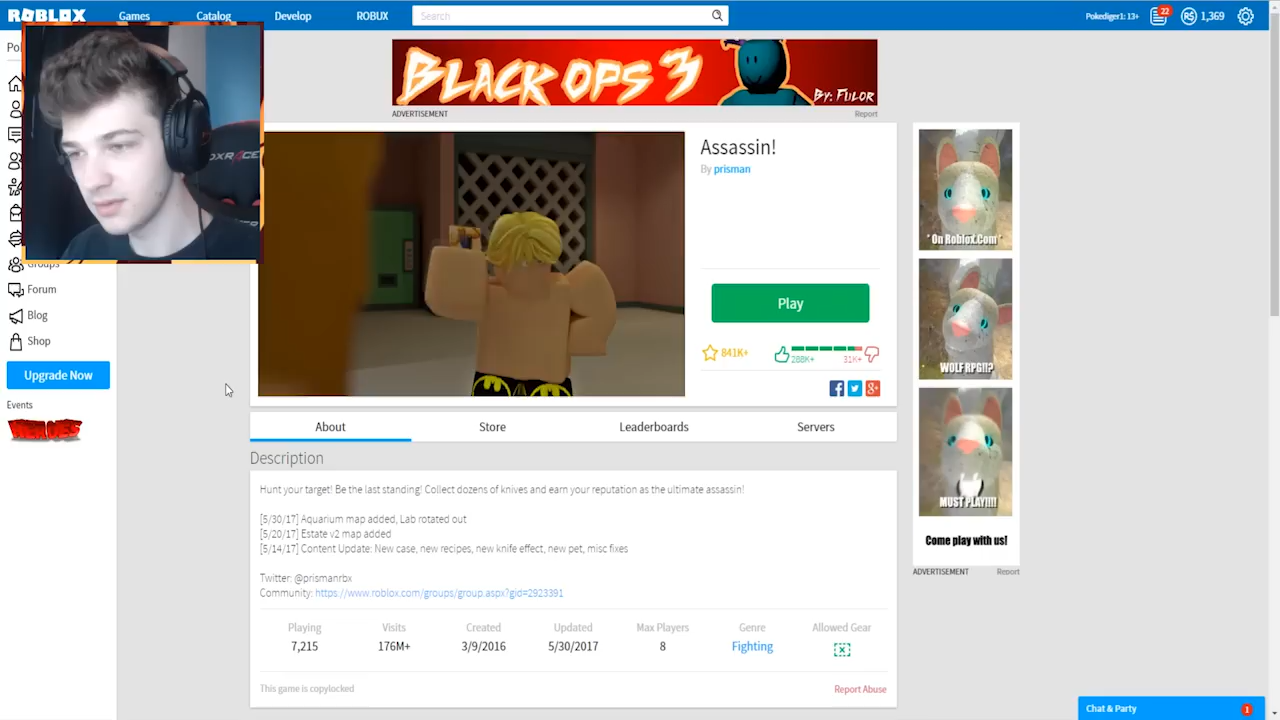 ROBLOX Games Catalog Develop ROBUX Search Pokediger1: 13+ 22 R$ 1,369
BLACK OPS 3
BY: FULOR
ADVERTISEMENT Report
Assassin!
By prisman
Play
841K+ 288K+ 31K+
Forum
Blog
Shop
Upgrade Now
Events
HEROES
* On Roblox.Com*
WOLF RPG!!?
MUST PLAY!!!!
Come play with us!
ADVERTISEMENT Report
About Store Leaderboards Servers
Description
Hunt your target! Be the last standing! Collect dozens of knives and earn your reputation as the ultimate assassin!
[5/30/17] Aquarium map added, Lab rotated out
[5/20/17] Estate v2 map added
[5/14/17] Content Update: New case, new recipes, new knife effect, new pet, misc fixes
Twitter: @prismanrbx
Community: https://www.roblox.com/groups/group.aspx?gid=2923391
Playing Visits Created Updated Max Players Genre Allowed Gear
7,215 176M+ 3/9/2016 5/30/2017 8 Fighting
This game is copylocked Report Abuse
Chat & Party 1